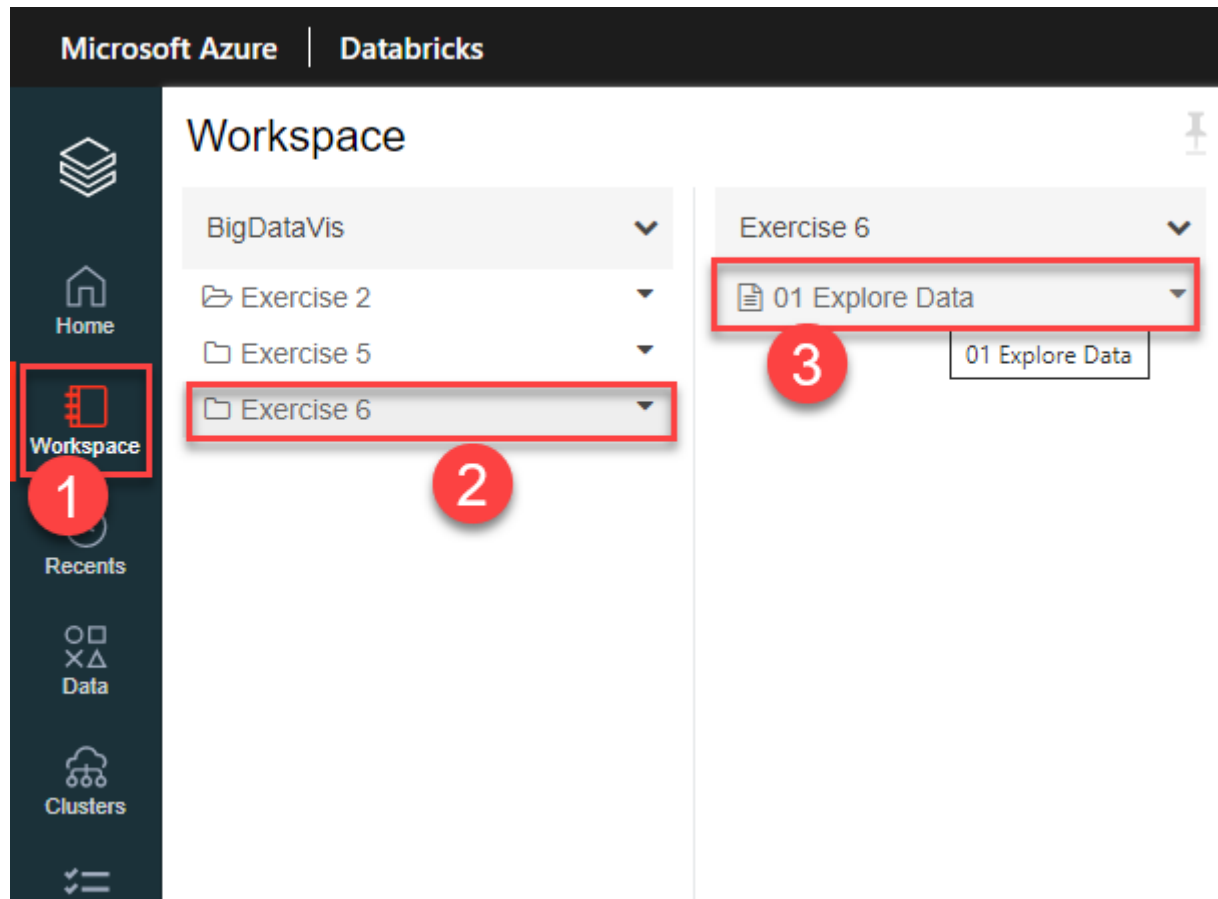 Microsoft Azure | Databricks
Workspace
BigDataVis
Exercise 2
Exercise 5
Exercise 6
Exercise 6
01 Explore Data
01 Explore Data
Home
Workspace
Recents
Data
Clusters
1
2
3